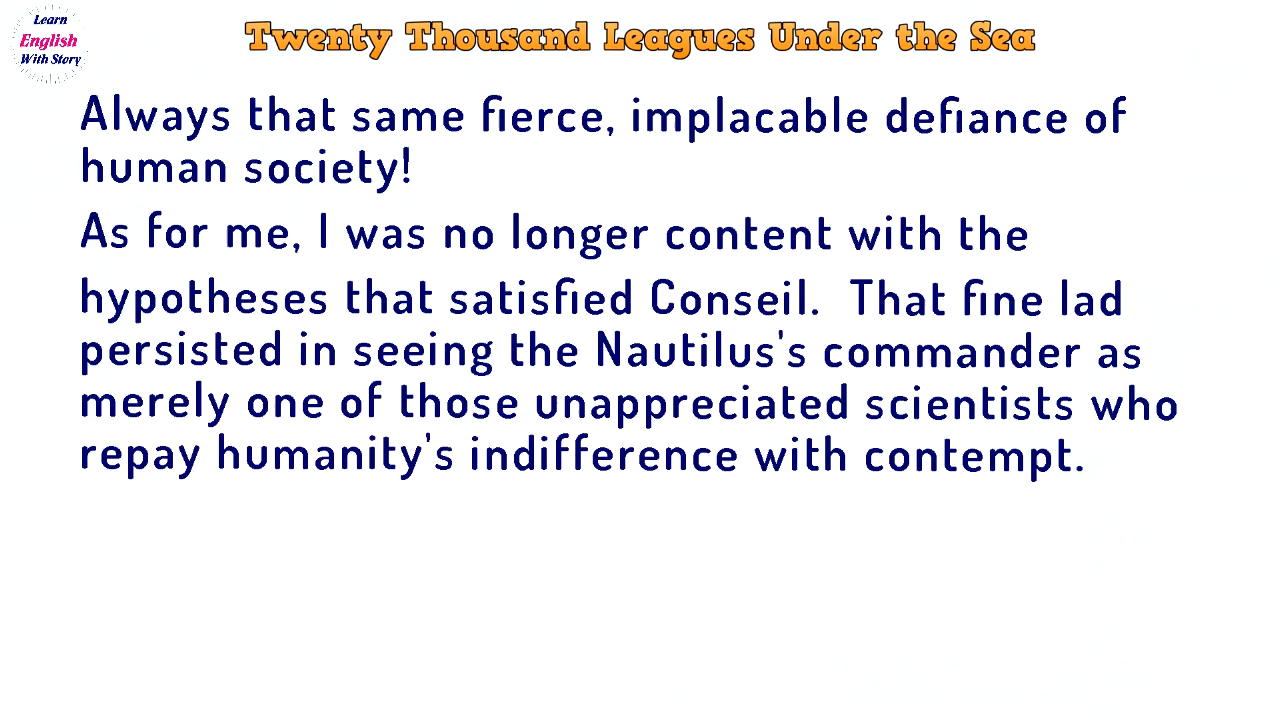 Learn
English
With Story
Twenty Thousand Leagues Under the Sea
Always that same fierce, implacable defiance of
human society!
As for me, I was no longer content with the
hypotheses that satisfied Conseil.  That fine lad
persisted in seeing the Nautilus's commander as
merely one of those unappreciated scientists who
repay humanity's indifference with contempt.